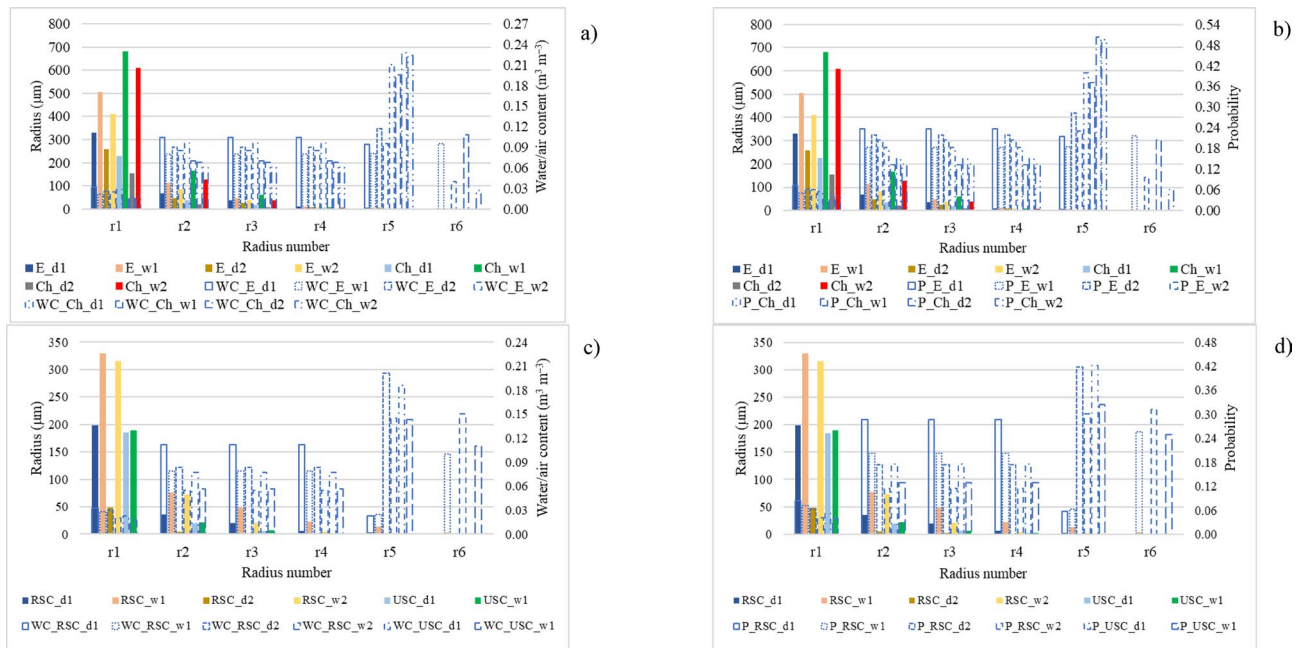 a)
800
700
600
500
400
300
200
100
0
Radius (µm)
0.27
0.24
0.21
0.18
0.15
0.12
0.09
0.06
0.03
0.00
Water/air content (m³ m⁻³)
r1 r2 r3 r4 r5 r6
Radius number
E_d1 E_w1 E_d2 E_w2 Ch_d1 Ch_w1
Ch_d2 Ch_w2 WC_E_d1 WC_E_w1 WC_E_d2 WC_E_w2
WC_Ch_d1 WC_Ch_w1 WC_Ch_d2 WC_Ch_w2
b)
800
700
600
500
400
300
200
100
0
Radius (µm)
0.54
0.48
0.42
0.36
0.30
0.24
0.18
0.12
0.06
0.00
Probability
r1 r2 r3 r4 r5 r6
Radius number
E_d1 E_w1 E_d2 E_w2 Ch_d1 Ch_w1
Ch_d2 Ch_w2 P_E_d1 P_E_w1 P_E_d2 P_E_w2
P_Ch_d1 P_Ch_w1 P_Ch_d2 P_Ch_w2
c)
350
300
250
200
150
100
50
0
Radius (µm)
0.24
0.21
0.18
0.15
0.12
0.09
0.06
0.03
0.00
Water/air content (m³ m⁻³)
r1 r2 r3 r4 r5 r6
Radius number
RSC_d1 RSC_w1 RSC_d2 RSC_w2 USC_d1 USC_w1
WC_RSC_d1 WC_RSC_w1 WC_RSC_d2 WC_RSC_w2 WC_USC_d1 WC_USC_w1
d)
350
300
250
200
150
100
50
0
Radius (µm)
0.48
0.42
0.36
0.30
0.24
0.18
0.12
0.06
0.00
Probability
r1 r2 r3 r4 r5 r6
Radius number
RSC_d1 RSC_w1 RSC_d2 RSC_w2 USC_d1 USC_w1
P_RSC_d1 P_RSC_w1 P_RSC_d2 P_RSC_w2 P_USC_d1 P_USC_w1